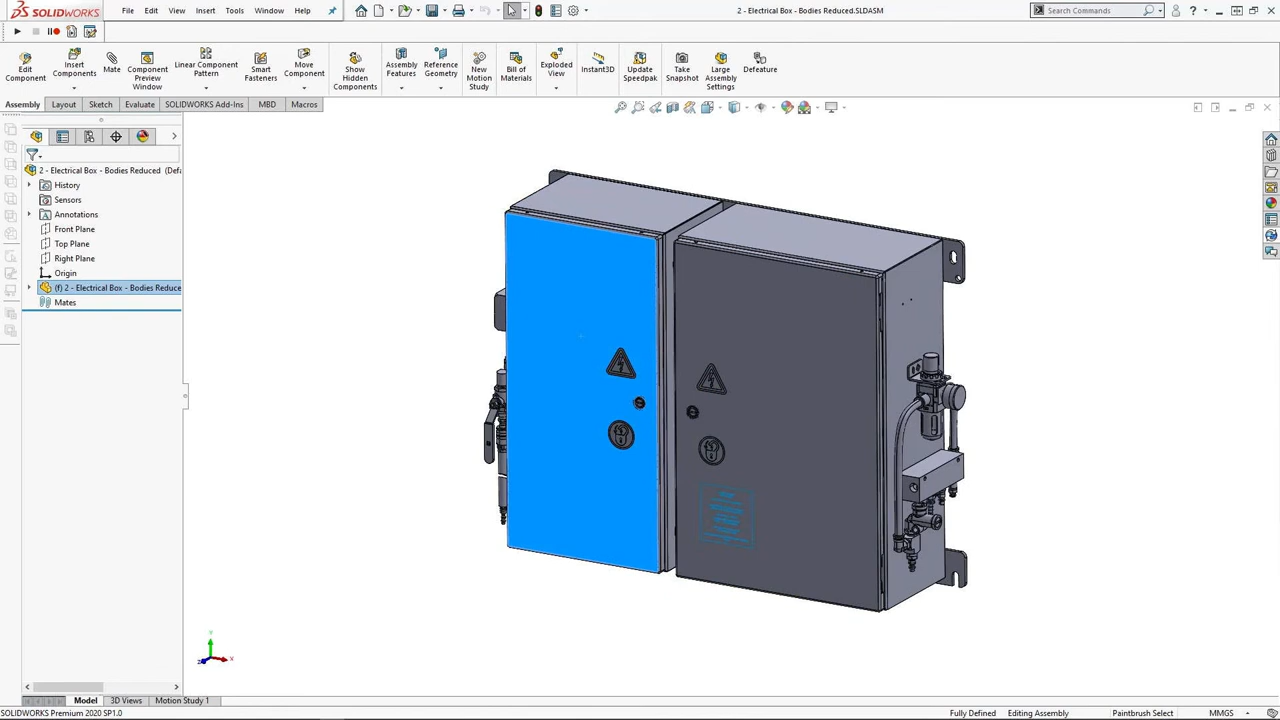 SOLIDWORKS
File Edit View Insert Tools Window Help
2 - Electrical Box - Bodies Reduced.SLDASM
Search Commands
Edit Component
Insert Components
Mate
Component Preview Window
Linear Component Pattern
Smart Fasteners
Move Component
Show Hidden Components
Assembly Features
Reference Geometry
New Motion Study
Bill of Materials
Exploded View
Instant3D
Update Speedpak
Take Snapshot
Large Assembly Settings
Defeature
Assembly Layout Sketch Evaluate SOLIDWORKS Add-Ins MBD Macros
2 - Electrical Box - Bodies Reduced (Defa
History
Sensors
Annotations
Front Plane
Top Plane
Right Plane
Origin
(f) 2 - Electrical Box - Bodies Reduce
Mates
Y
X
Z
Model 3D Views Motion Study 1
SOLIDWORKS Premium 2020 SP1.0
Fully Defined Editing Assembly Paintbrush Select MMGS